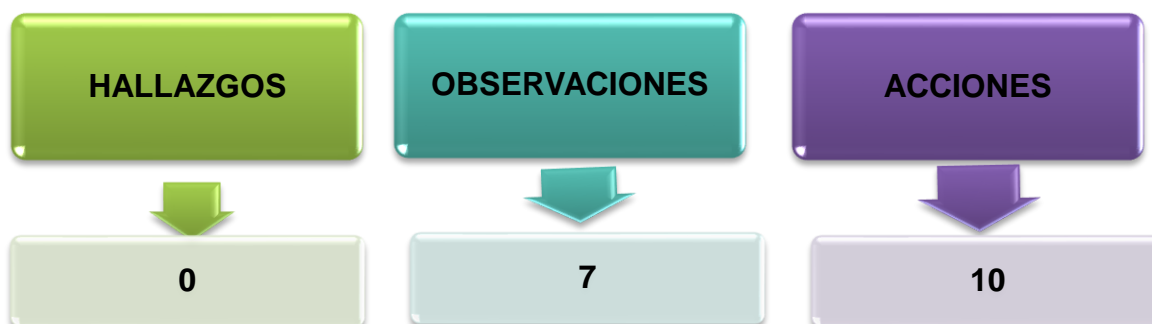 HALLAZGOS
OBSERVACIONES
ACCIONES
0
7
10